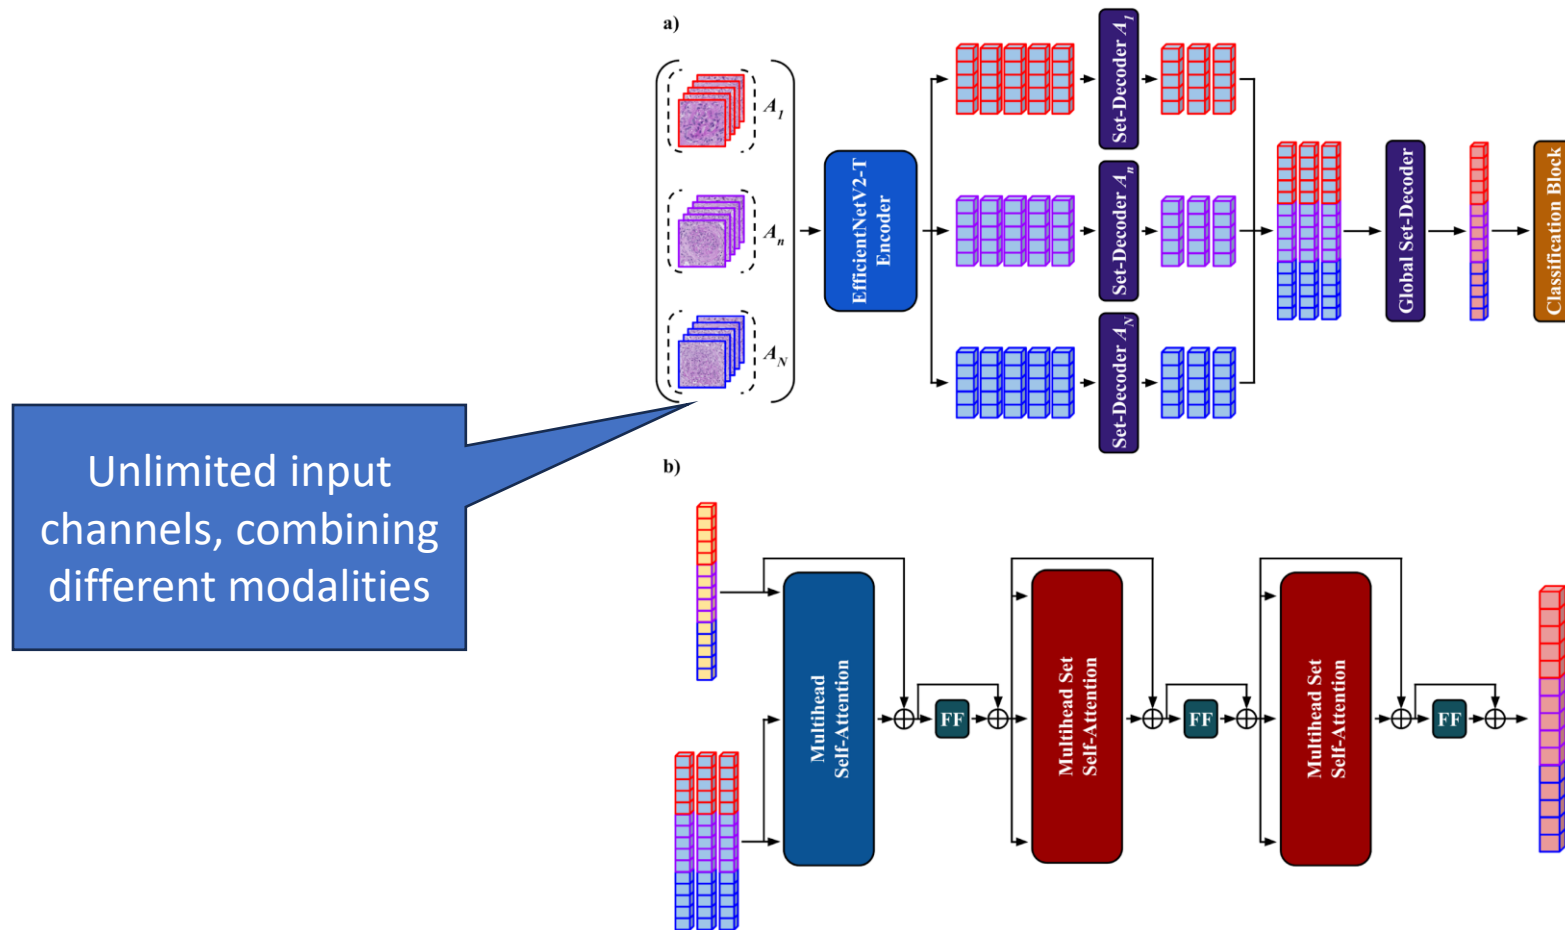 a)
A1
An
AN
EfficientNetV2-T
Encoder
Set-Decoder A1
Set-Decoder An
Set-Decoder AN
Global Set-Decoder
Classification Block
Unlimited input
channels, combining
different modalities
b)
Multihead
Self-Attention
FF
Multihead Set
Self-Attention
FF
Multihead Set
Self-Attention
FF